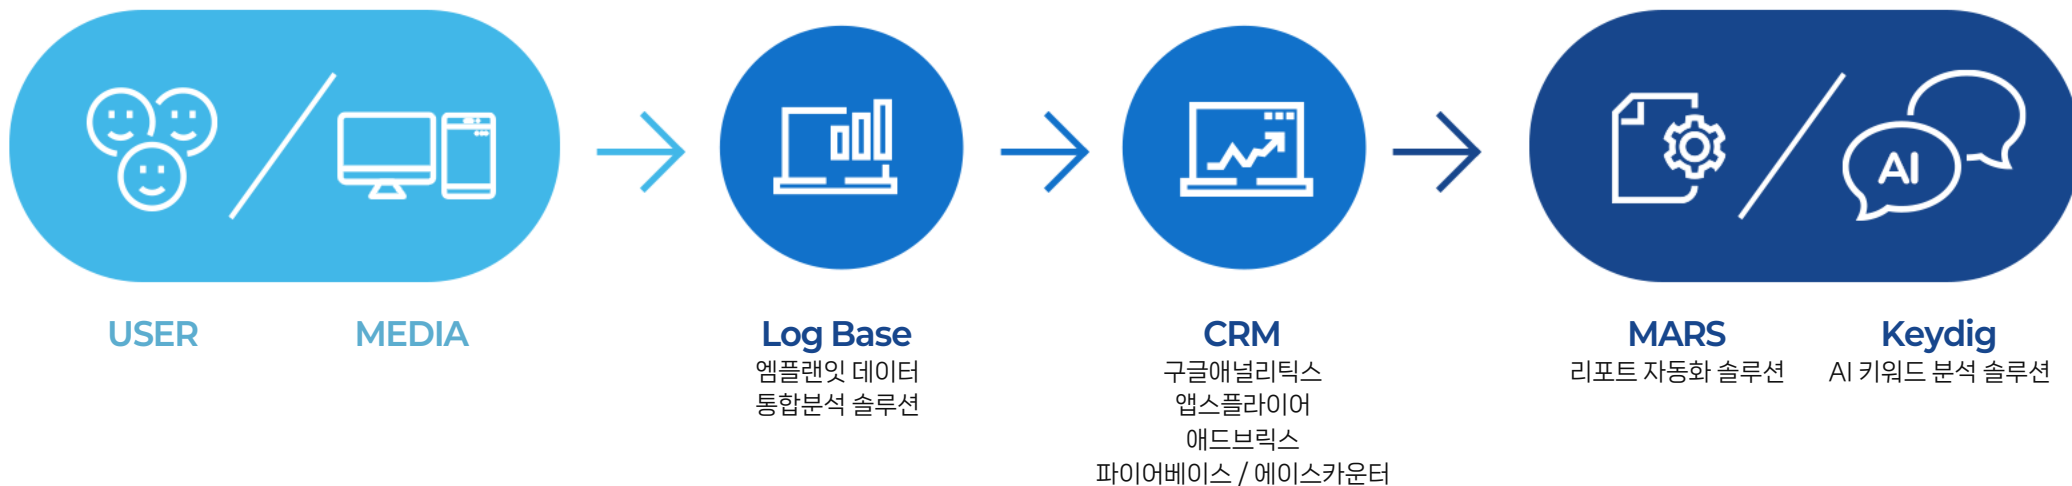 AI
USER
MEDIA
Log Base
엠플랜잇 데이터
통합분석 솔루션
CRM
구글애널리틱스
앱스플라이어
애드브릭스
파이어베이스 / 에이스카운터
MARS
리포트 자동화 솔루션
Keydig
AI 키워드 분석 솔루션